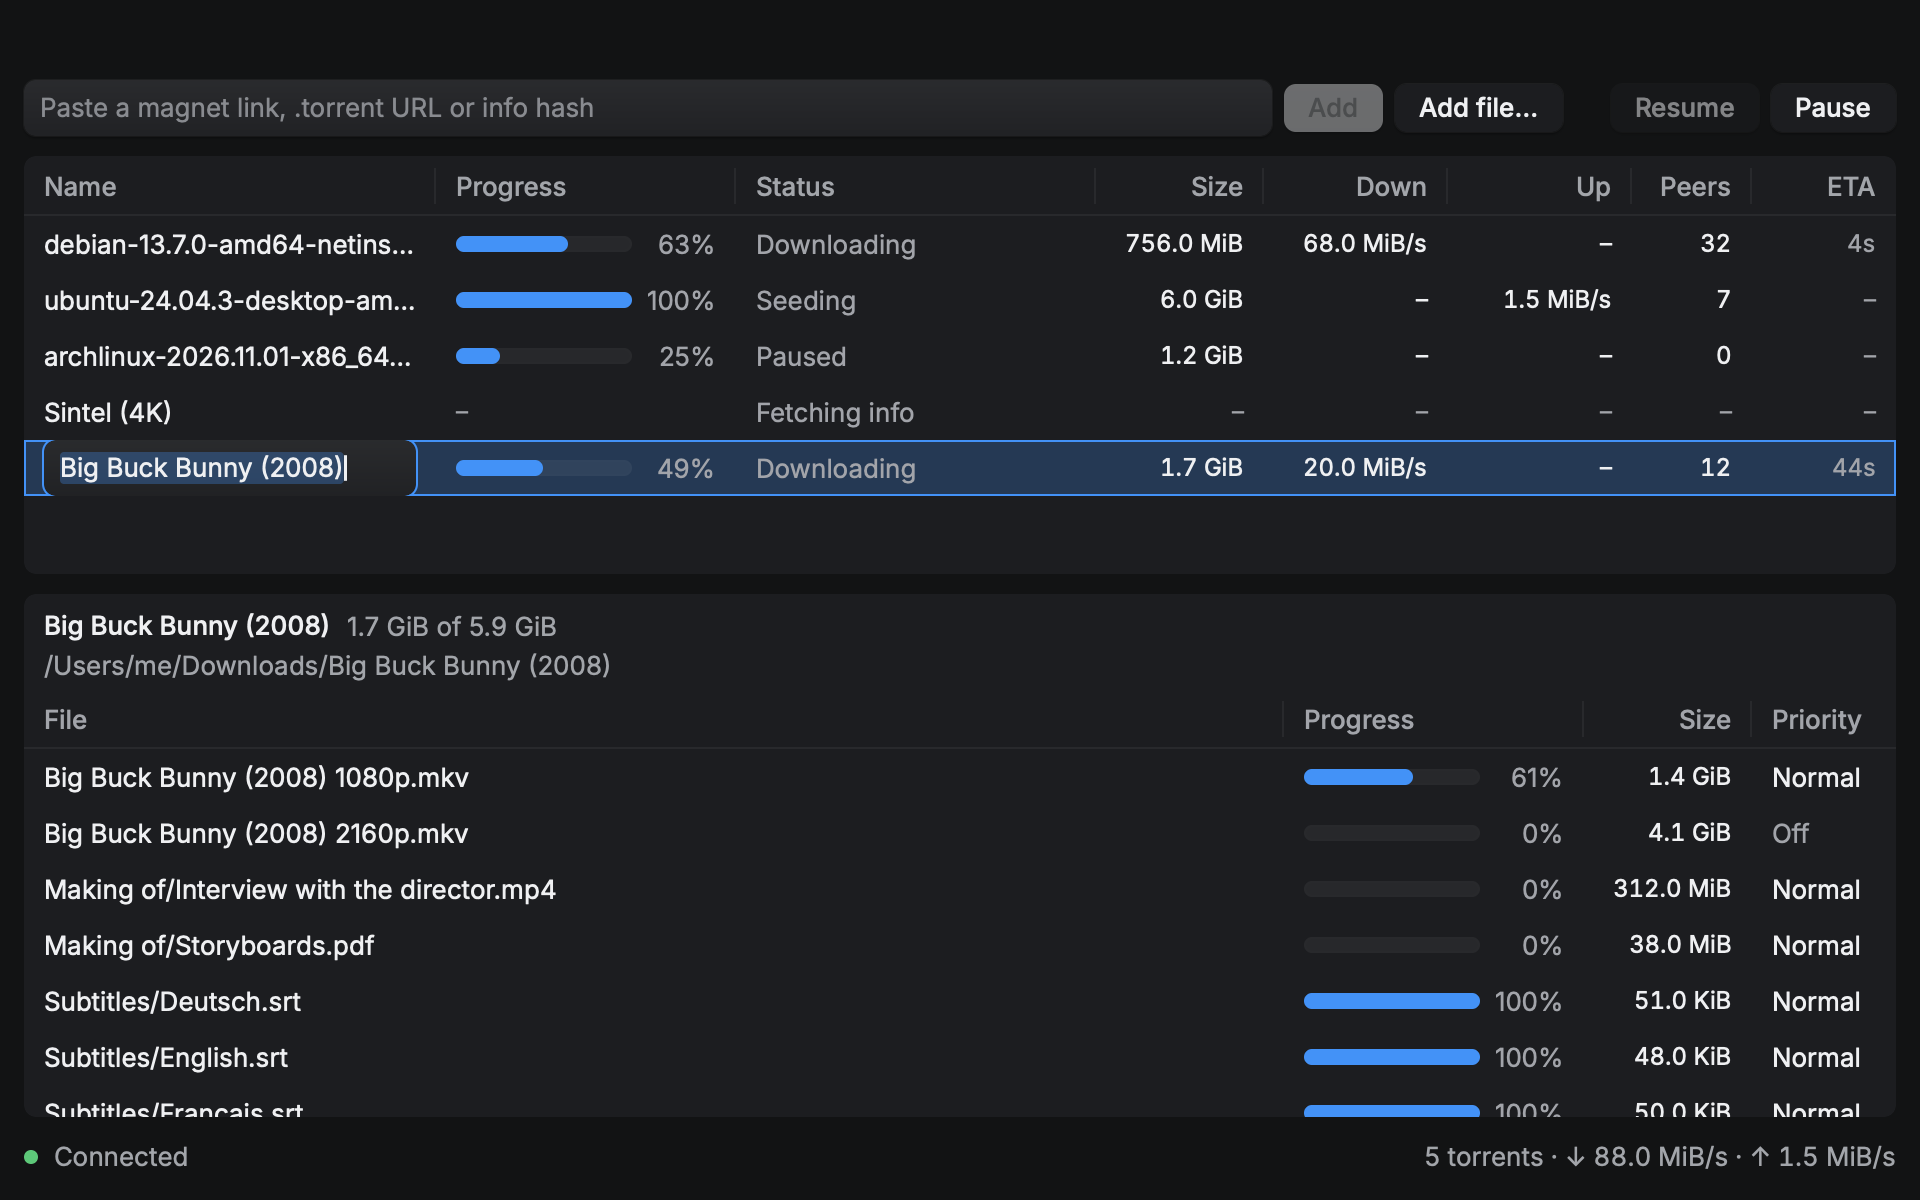 Paste a magnet link, .torrent URL or info hash Add Add file... Resume Pause
Name Progress Status Size Down Up Peers ETA
debian-13.7.0-amd64-netins... 63% Downloading 756.0 MiB 68.0 MiB/s – 32 4s
ubuntu-24.04.3-desktop-am... 100% Seeding 6.0 GiB – 1.5 MiB/s 7 –
archlinux-2026.11.01-x86_64... 25% Paused 1.2 GiB – – 0 –
Sintel (4K) – Fetching info – – – – –
Big Buck Bunny (2008) 49% Downloading 1.7 GiB 20.0 MiB/s – 12 44s
Big Buck Bunny (2008) 1.7 GiB of 5.9 GiB
/Users/me/Downloads/Big Buck Bunny (2008)
File Progress Size Priority
Big Buck Bunny (2008) 1080p.mkv 61% 1.4 GiB Normal
Big Buck Bunny (2008) 2160p.mkv 0% 4.1 GiB Off
Making of/Interview with the director.mp4 0% 312.0 MiB Normal
Making of/Storyboards.pdf 0% 38.0 MiB Normal
Subtitles/Deutsch.srt 100% 51.0 KiB Normal
Subtitles/English.srt 100% 48.0 KiB Normal
Subtitles/Français.srt 100% 50.0 KiB Normal
Connected 5 torrents · ↓ 88.0 MiB/s · ↑ 1.5 MiB/s